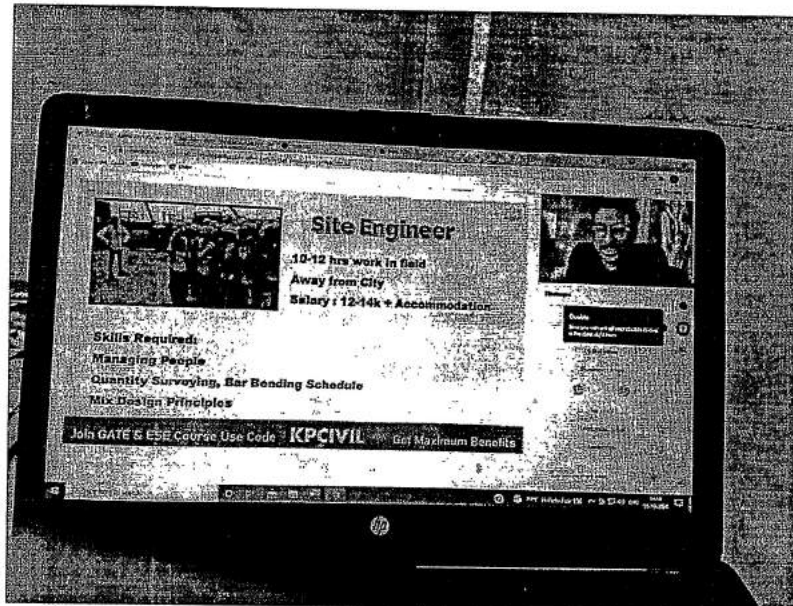 Site Engineer
10-12 hrs work in field
Away from City
Salary : 12-14k + Accommodation
Skills Required:
Managing People
Quantity Surveying, Bar Bending Schedule
Mix Design Principles
Join GATE & ESE Course Use Code KPCIVIL Get Maximum Benefits
hp